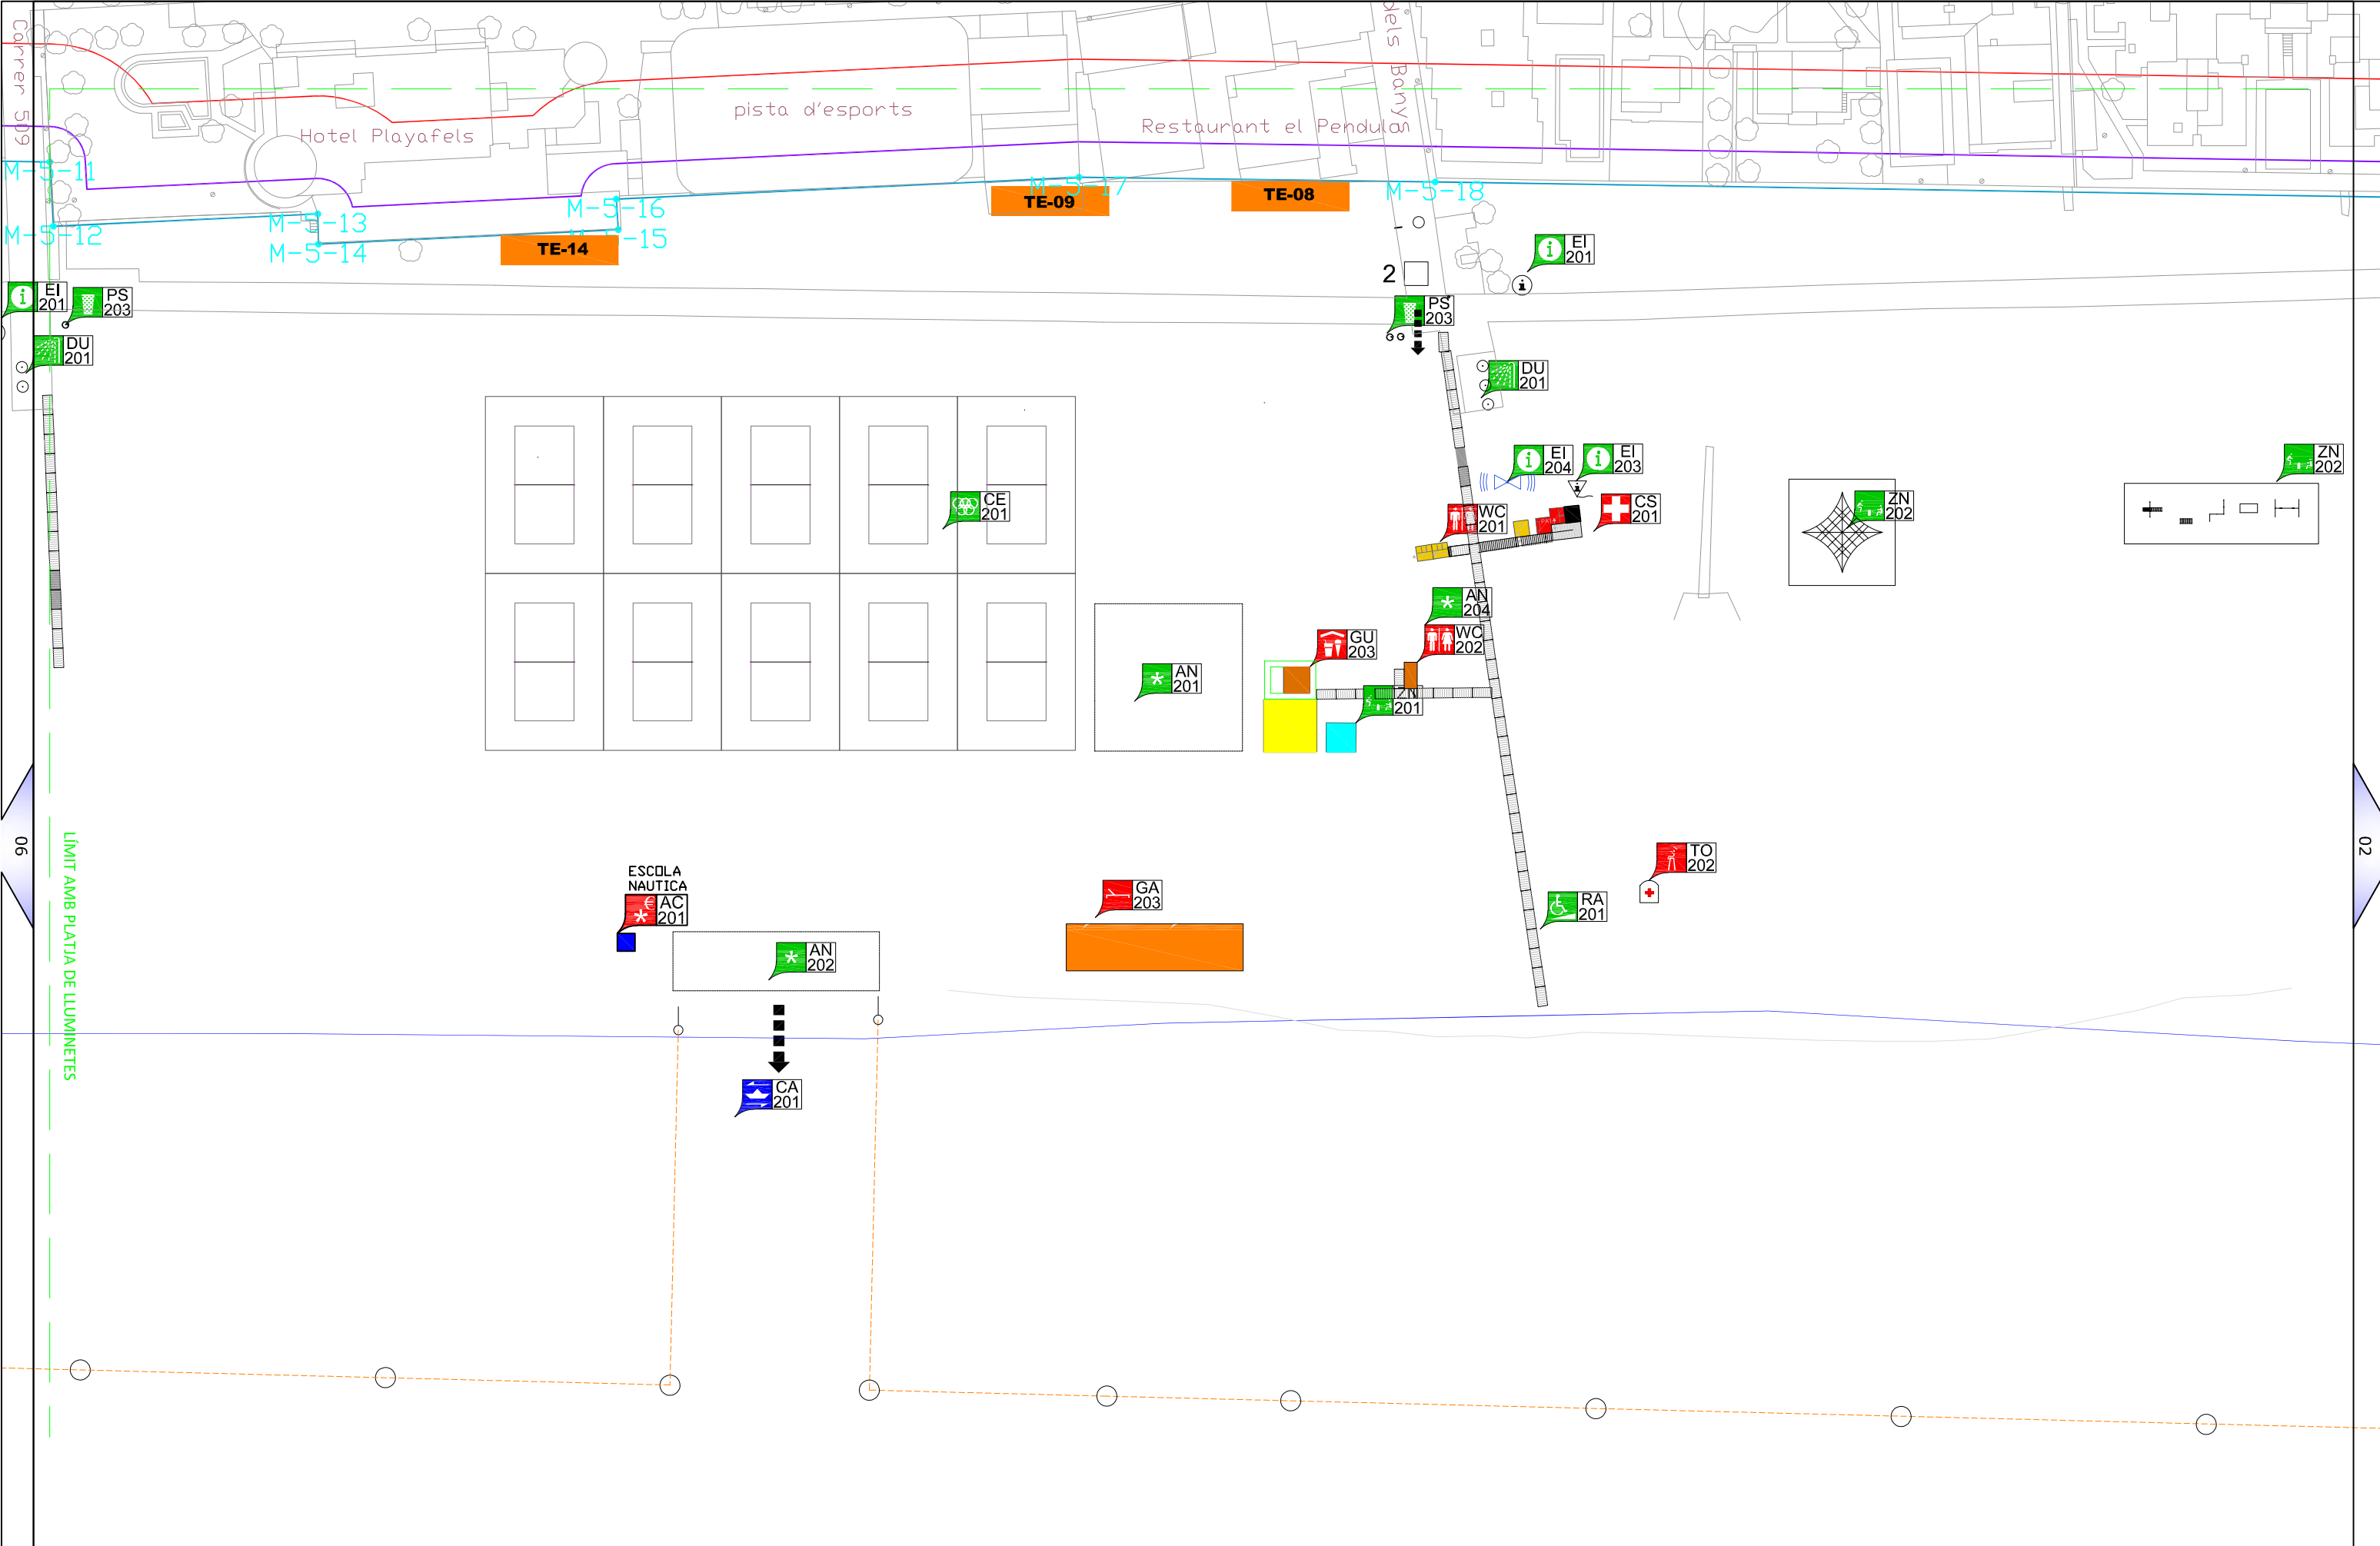 Carrer 509
dels Banys
pista d'esports
Hotel Playafels
Restaurant el Pendulas
M-5-11
M-5-12
M-5-13
M-5-14
M-5-16
M-5-15
M-5-17
M-5-18
TE-14
TE-09
TE-08
EI
201
EI
201
PS
203
2
PS
203
DU
201
DU
201
EI
204
EI
203
ZN
202
CE
201
WC
201
CS
201
ZN
202
AN
204
GU
203
WC
202
AN
201
ZN
201
06
02
LÍMIT AMB PLATJA DE LLUMINETES
ESCOLA
NAUTICA
€ AC
201
GA
203
TO
202
RA
201
AN
202
CA
201